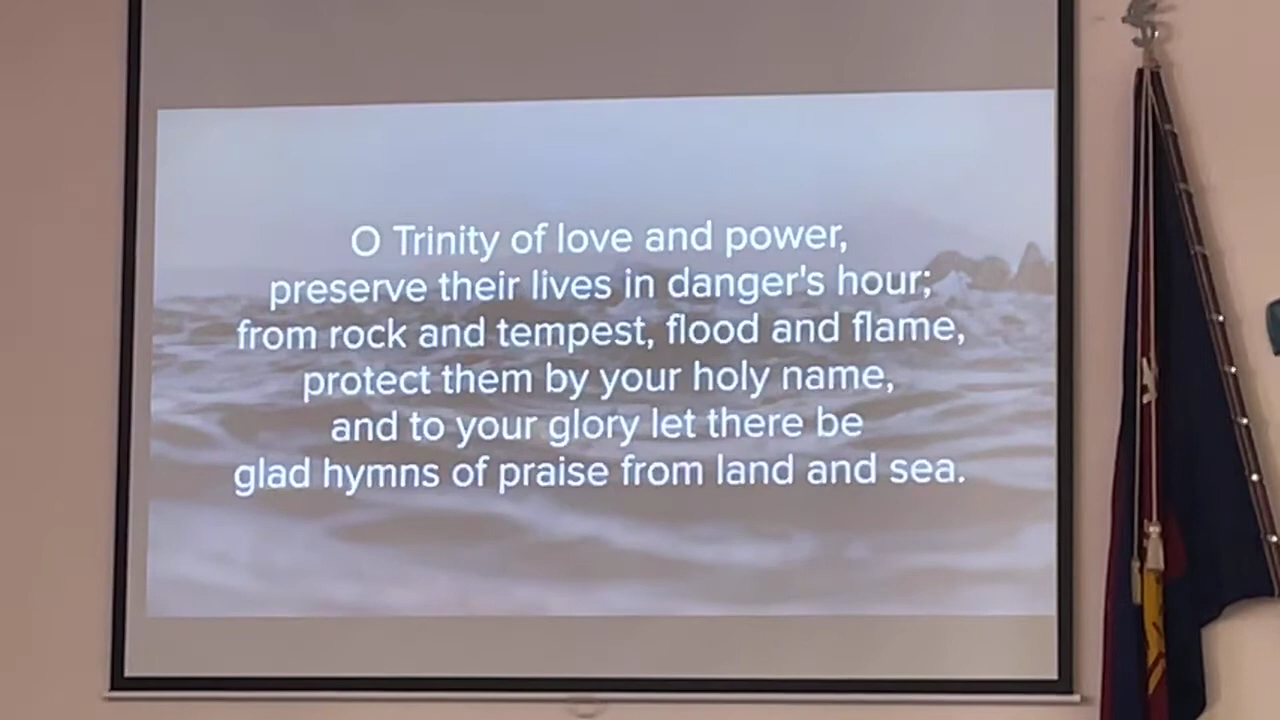 O Trinity of love and power,
preserve their lives in danger's hour;
from rock and tempest, flood and flame,
protect them by your holy name,
and to your glory let there be
glad hymns of praise from land and sea.